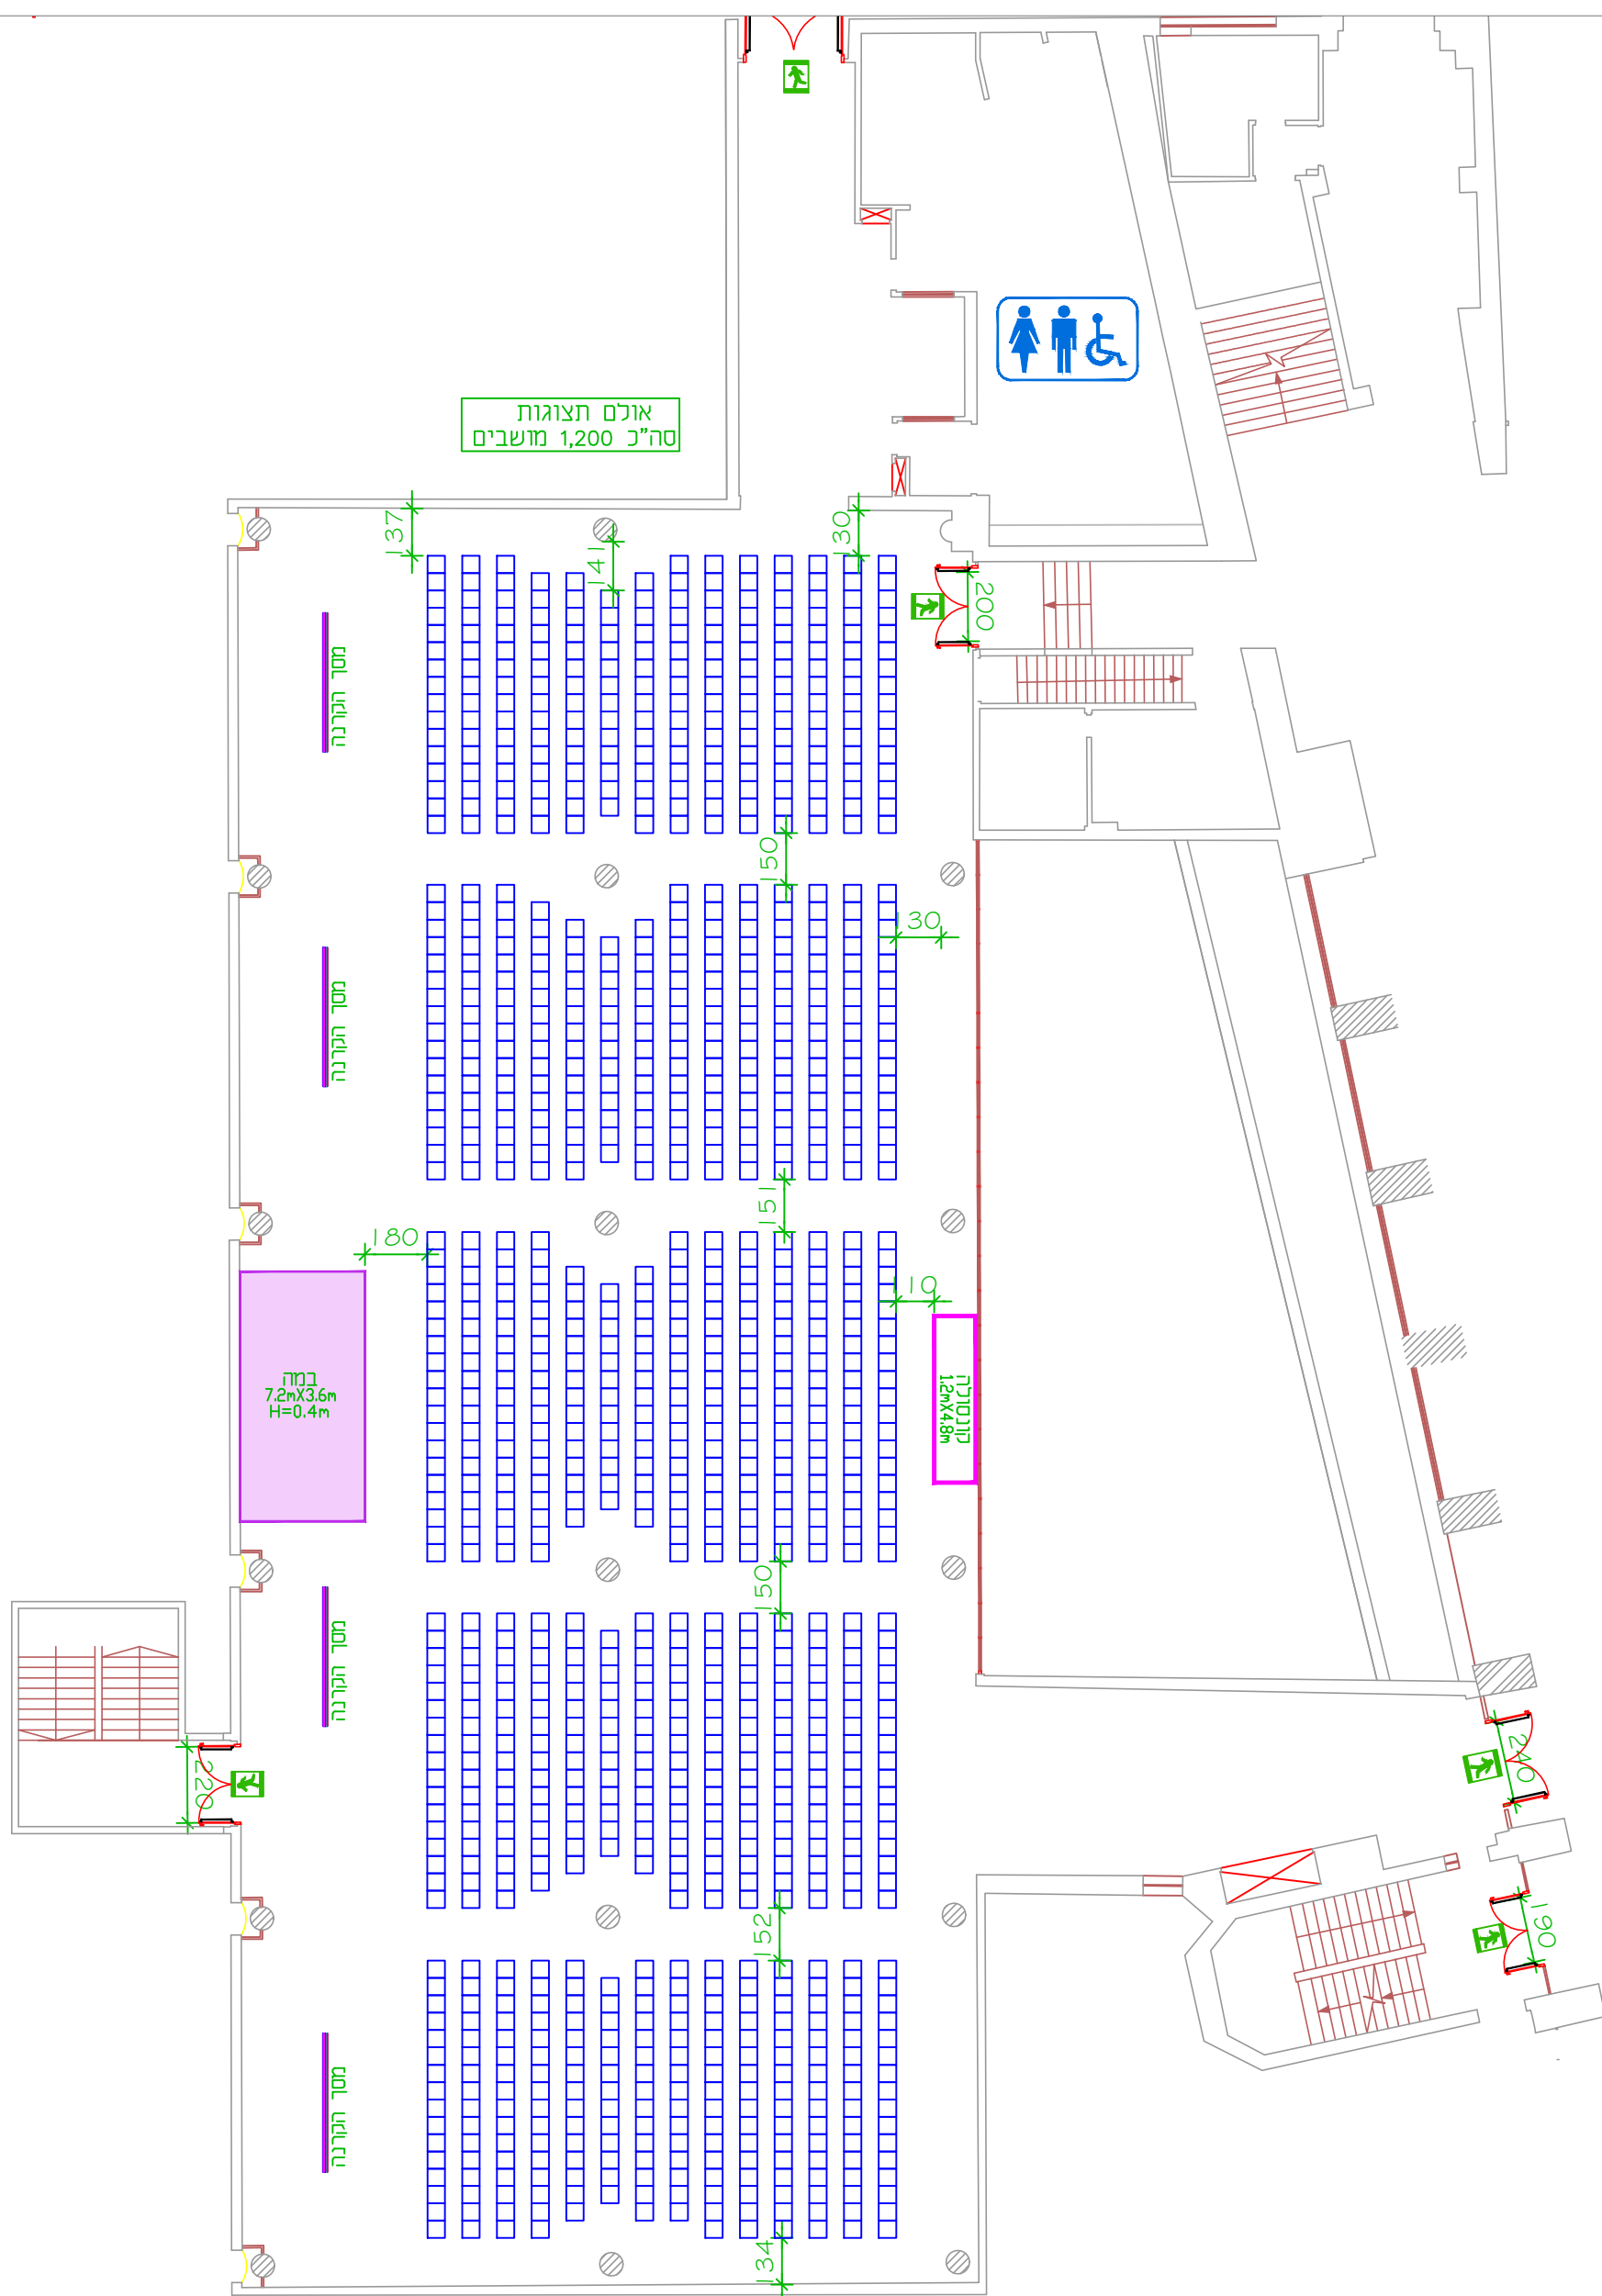 אולם תצוגות
סה"כ 1,200 מושבים
137
141
130
200
מסך הקרנה
150
130
מסך הקרנה
151
180
110
במה
7.2mX3.6m
H=0.4m
קונסולה
1.2mX4.8m
150
מסך הקרנה
220
240
190
152
מסך הקרנה
134